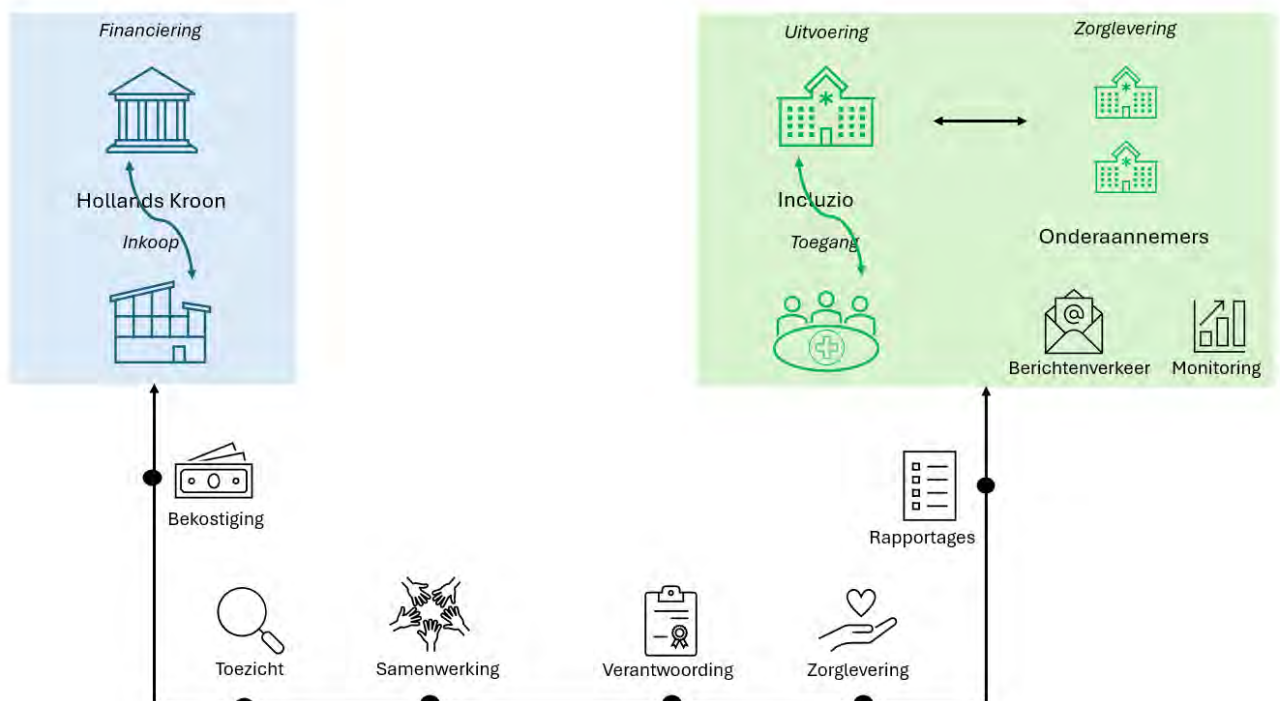 Financiering
Hollands Kroon
Inkoop
Uitvoering
Zorglevering
Incluzio
Toegang
Onderaannemers
@
Berichtenverkeer
Monitoring
Bekostiging
Rapportages
Toezicht
Samenwerking
Verantwoording
Zorglevering